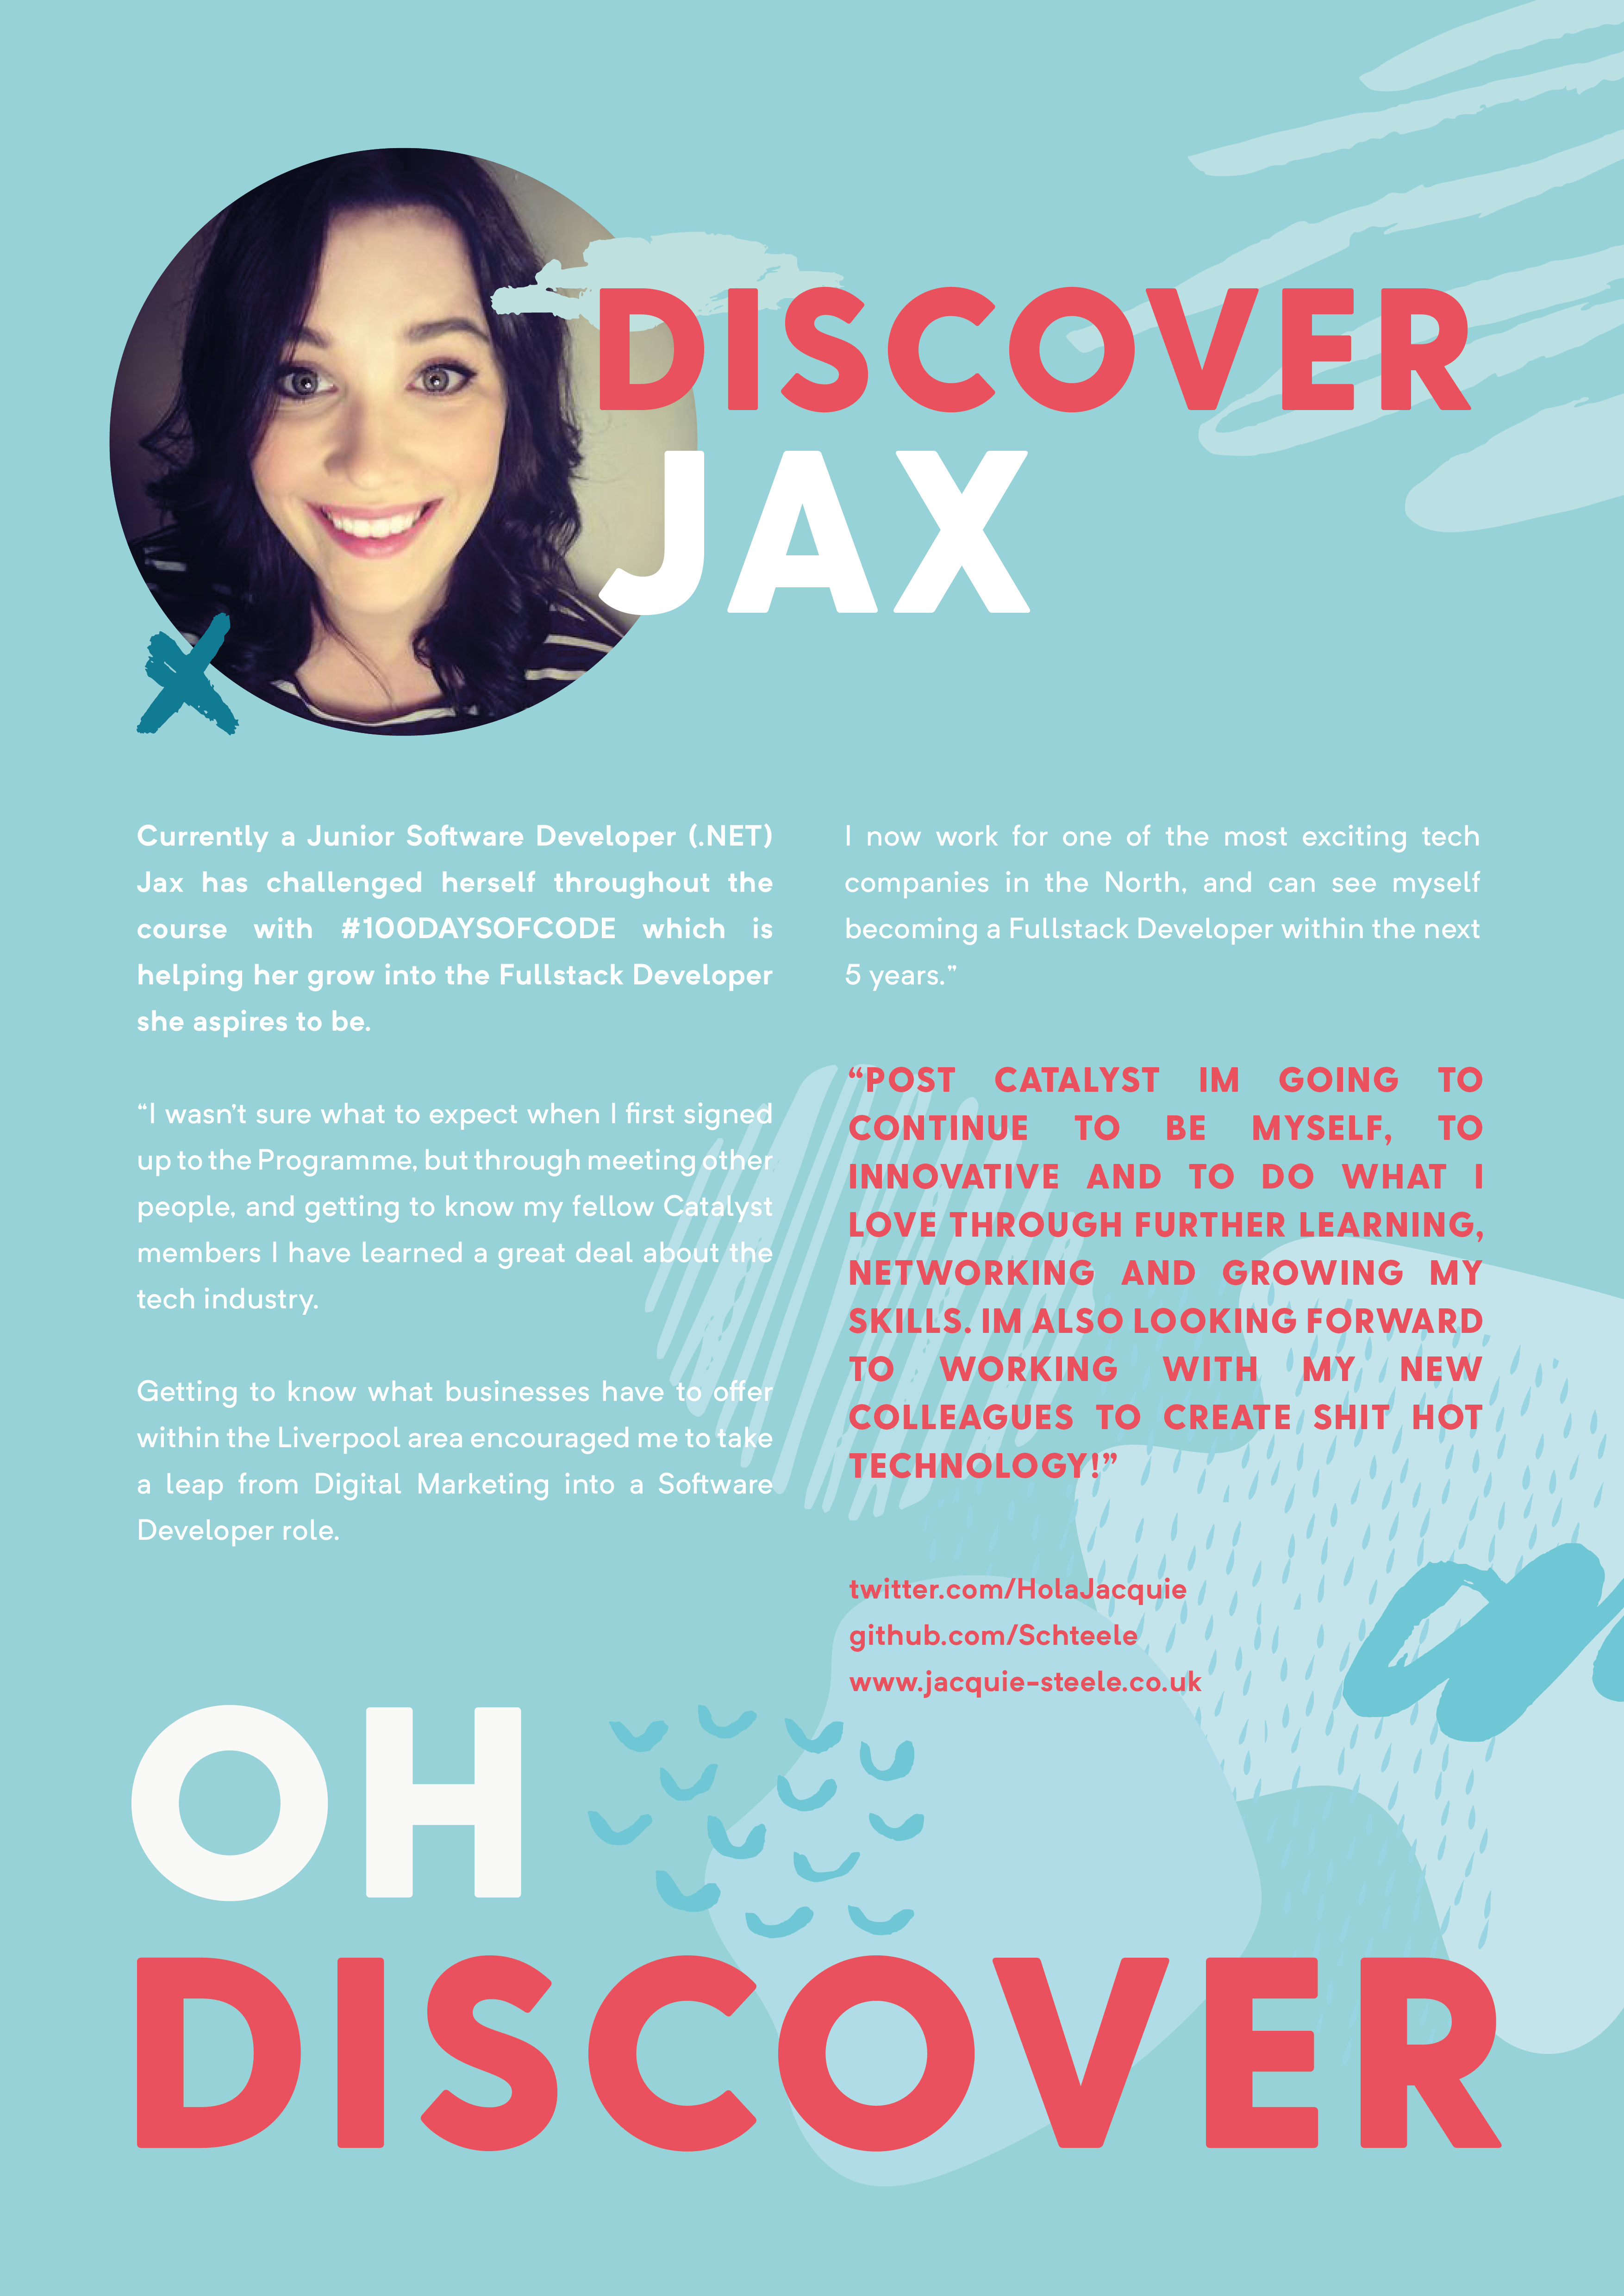 DISCOVER
JAX
Currently a Junior Software Developer (.NET)
Jax has challenged herself throughout the
course with #100DAYSOFCODE which is
helping her grow into the Fullstack Developer
she aspires to be.
“I wasn’t sure what to expect when I first signed
up to the Programme, but through meeting other
people, and getting to know my fellow Catalyst
members I have learned a great deal about the
tech industry.
Getting to know what businesses have to offer
within the Liverpool area encouraged me to take
a leap from Digital Marketing into a Software
Developer role.
I now work for one of the most exciting tech
companies in the North, and can see myself
becoming a Fullstack Developer within the next
5 years.”
“POST CATALYST IM GOING TO
CONTINUE TO BE MYSELF, TO
INNOVATIVE AND TO DO WHAT I
LOVE THROUGH FURTHER LEARNING,
NETWORKING AND GROWING MY
SKILLS. IM ALSO LOOKING FORWARD
TO WORKING WITH MY NEW
COLLEAGUES TO CREATE SHIT HOT
TECHNOLOGY!”
twitter.com/HolaJacquie
github.com/Schteele
www.jacquie-steele.co.uk
OH
DISCOVER